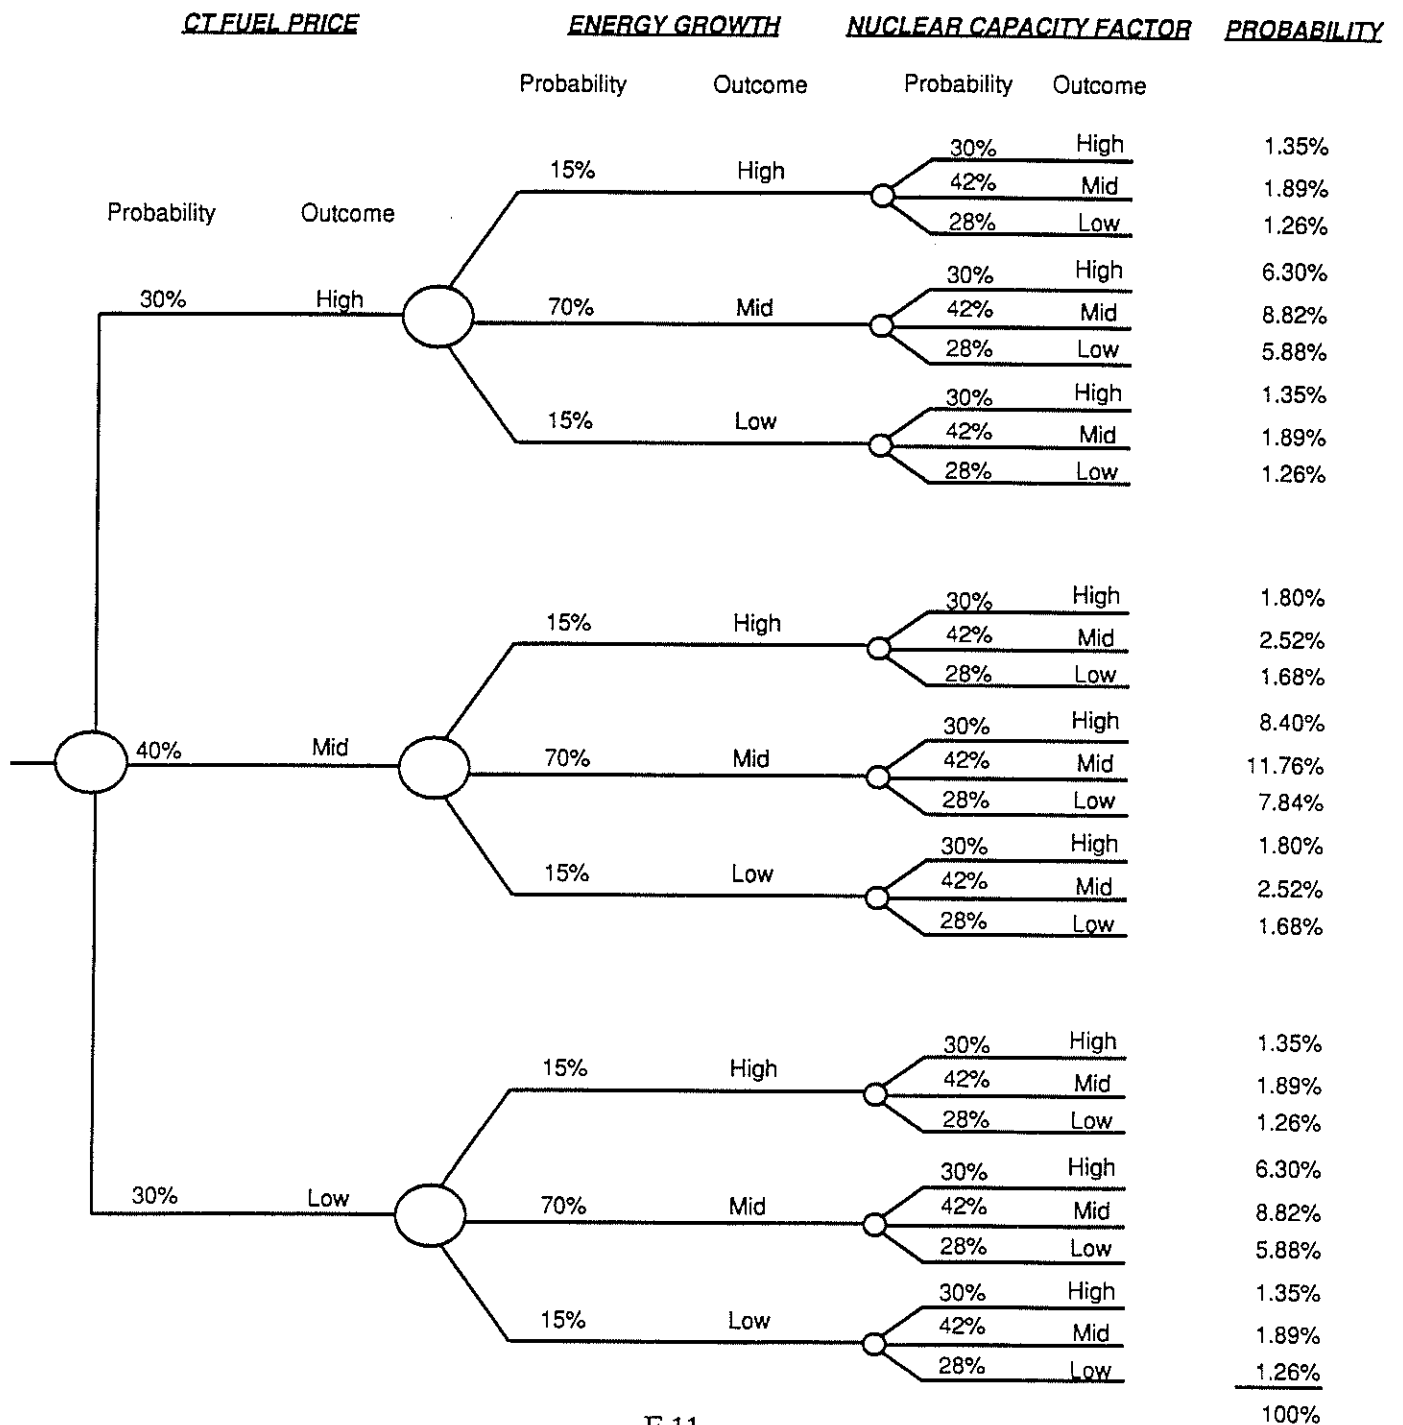 CT FUEL PRICE ENERGY GROWTH NUCLEAR CAPACITY FACTOR PROBABILITY
Probability Outcome Probability Outcome
30% High 1.35%
15% High 42% Mid 1.89%
Probability Outcome 28% Low 1.26%
30% High 6.30%
30% High 70% Mid 42% Mid 8.82%
28% Low 5.88%
30% High 1.35%
15% Low 42% Mid 1.89%
28% Low 1.26%
30% High 1.80%
15% High 42% Mid 2.52%
28% Low 1.68%
30% High 8.40%
40% Mid 70% Mid 42% Mid 11.76%
28% Low 7.84%
30% High 1.80%
15% Low 42% Mid 2.52%
28% Low 1.68%
30% High 1.35%
15% High 42% Mid 1.89%
28% Low 1.26%
30% High 6.30%
30% Low 70% Mid 42% Mid 8.82%
28% Low 5.88%
30% High 1.35%
15% Low 42% Mid 1.89%
28% Low 1.26%
100%